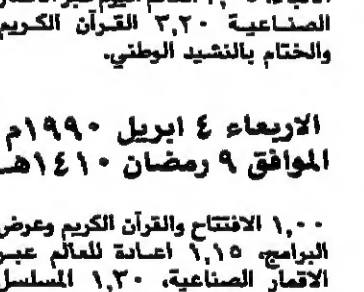 الصناعية ٣,٢٠ القرآن الكريم
والختام بالنشيد الوطني.
الاربعاء ٤ ابريل ١٩٩٠م
الموافق ٩ رمضان ١٤١٠هـ
١,٠٠ الافتتاح والقرآن الكريم وعرض
البرامج، ١,١٥ اعادة للعالم عبر
الاقمار الصناعية، ١,٣٠ المسلسل